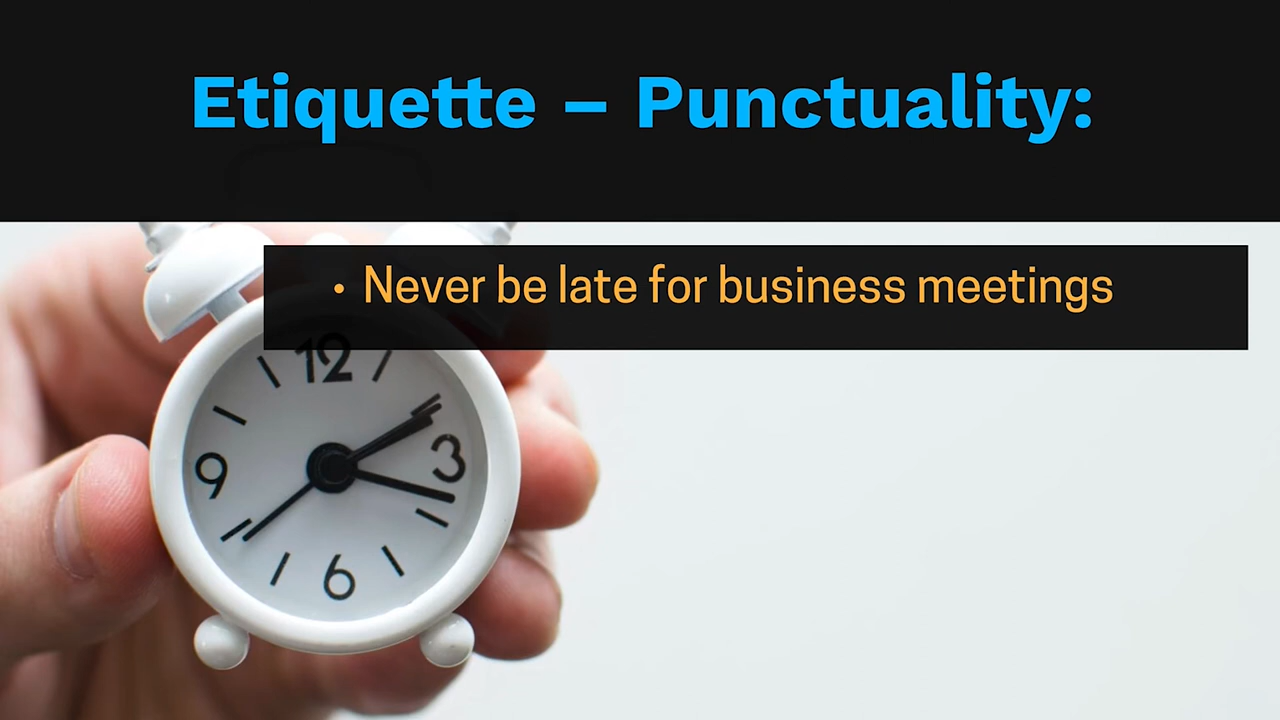 Etiquette – Punctuality:
• Never be late for business meetings
12
3
9
6